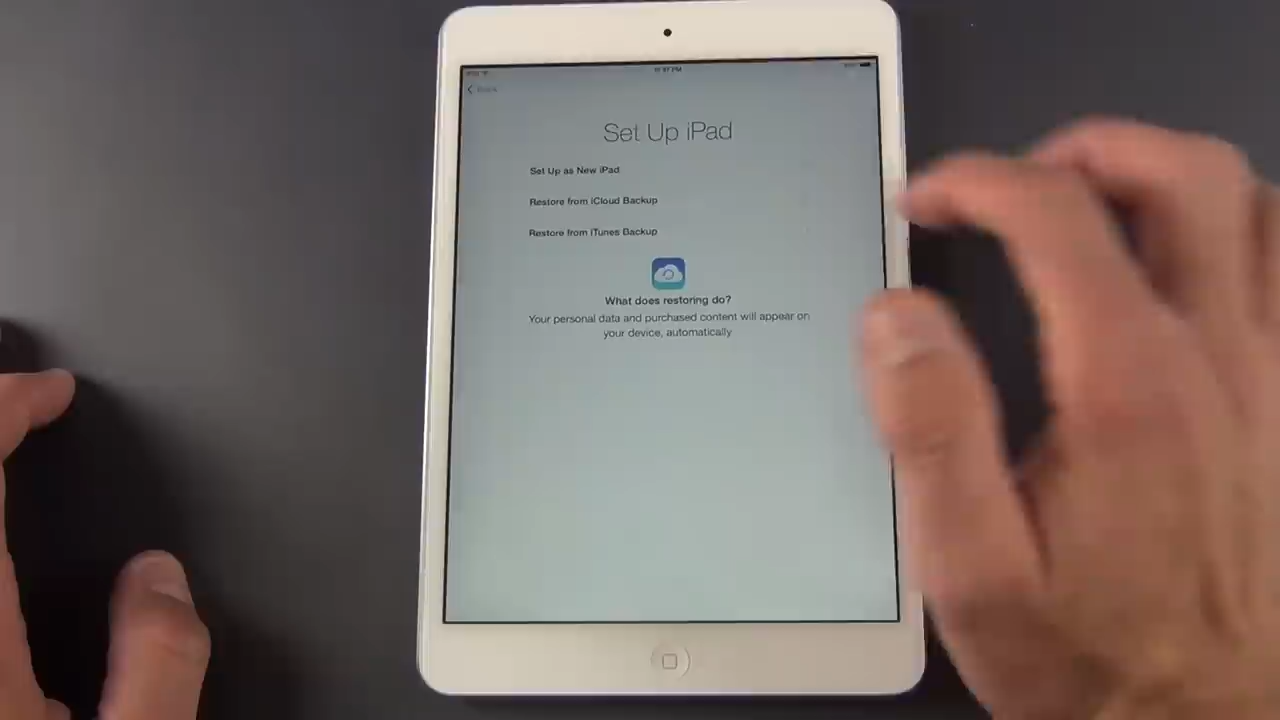 Back
Set Up iPad
Set Up as New iPad
Restore from iCloud Backup
Restore from iTunes Backup
What does restoring do?
Your personal data and purchased content will appear on
your device, automatically